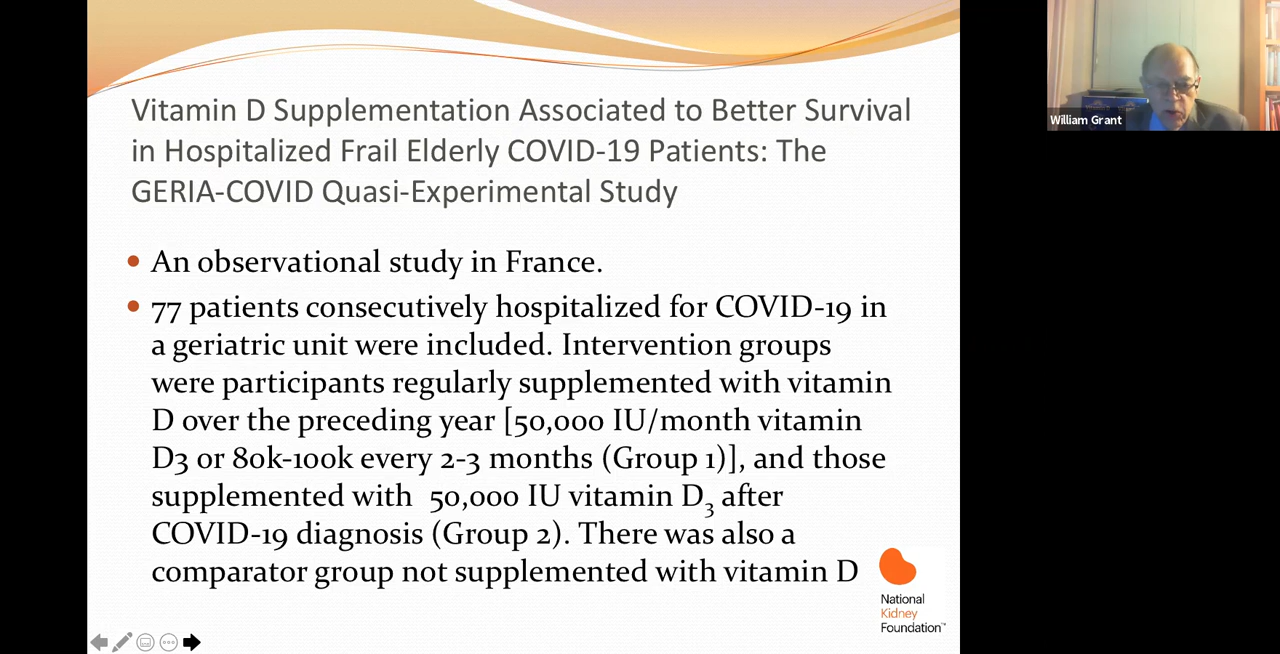 Vitamin D Supplementation Associated to Better Survival
in Hospitalized Frail Elderly COVID-19 Patients: The
GERIA-COVID Quasi-Experimental Study
• An observational study in France.
• 77 patients consecutively hospitalized for COVID-19 in
a geriatric unit were included. Intervention groups
were participants regularly supplemented with vitamin
D over the preceding year [50,000 IU/month vitamin
D3 or 80k-100k every 2-3 months (Group 1)], and those
supplemented with 50,000 IU vitamin D₃ after
COVID-19 diagnosis (Group 2). There was also a
comparator group not supplemented with vitamin D
National
Kidney
Foundation™
William Grant